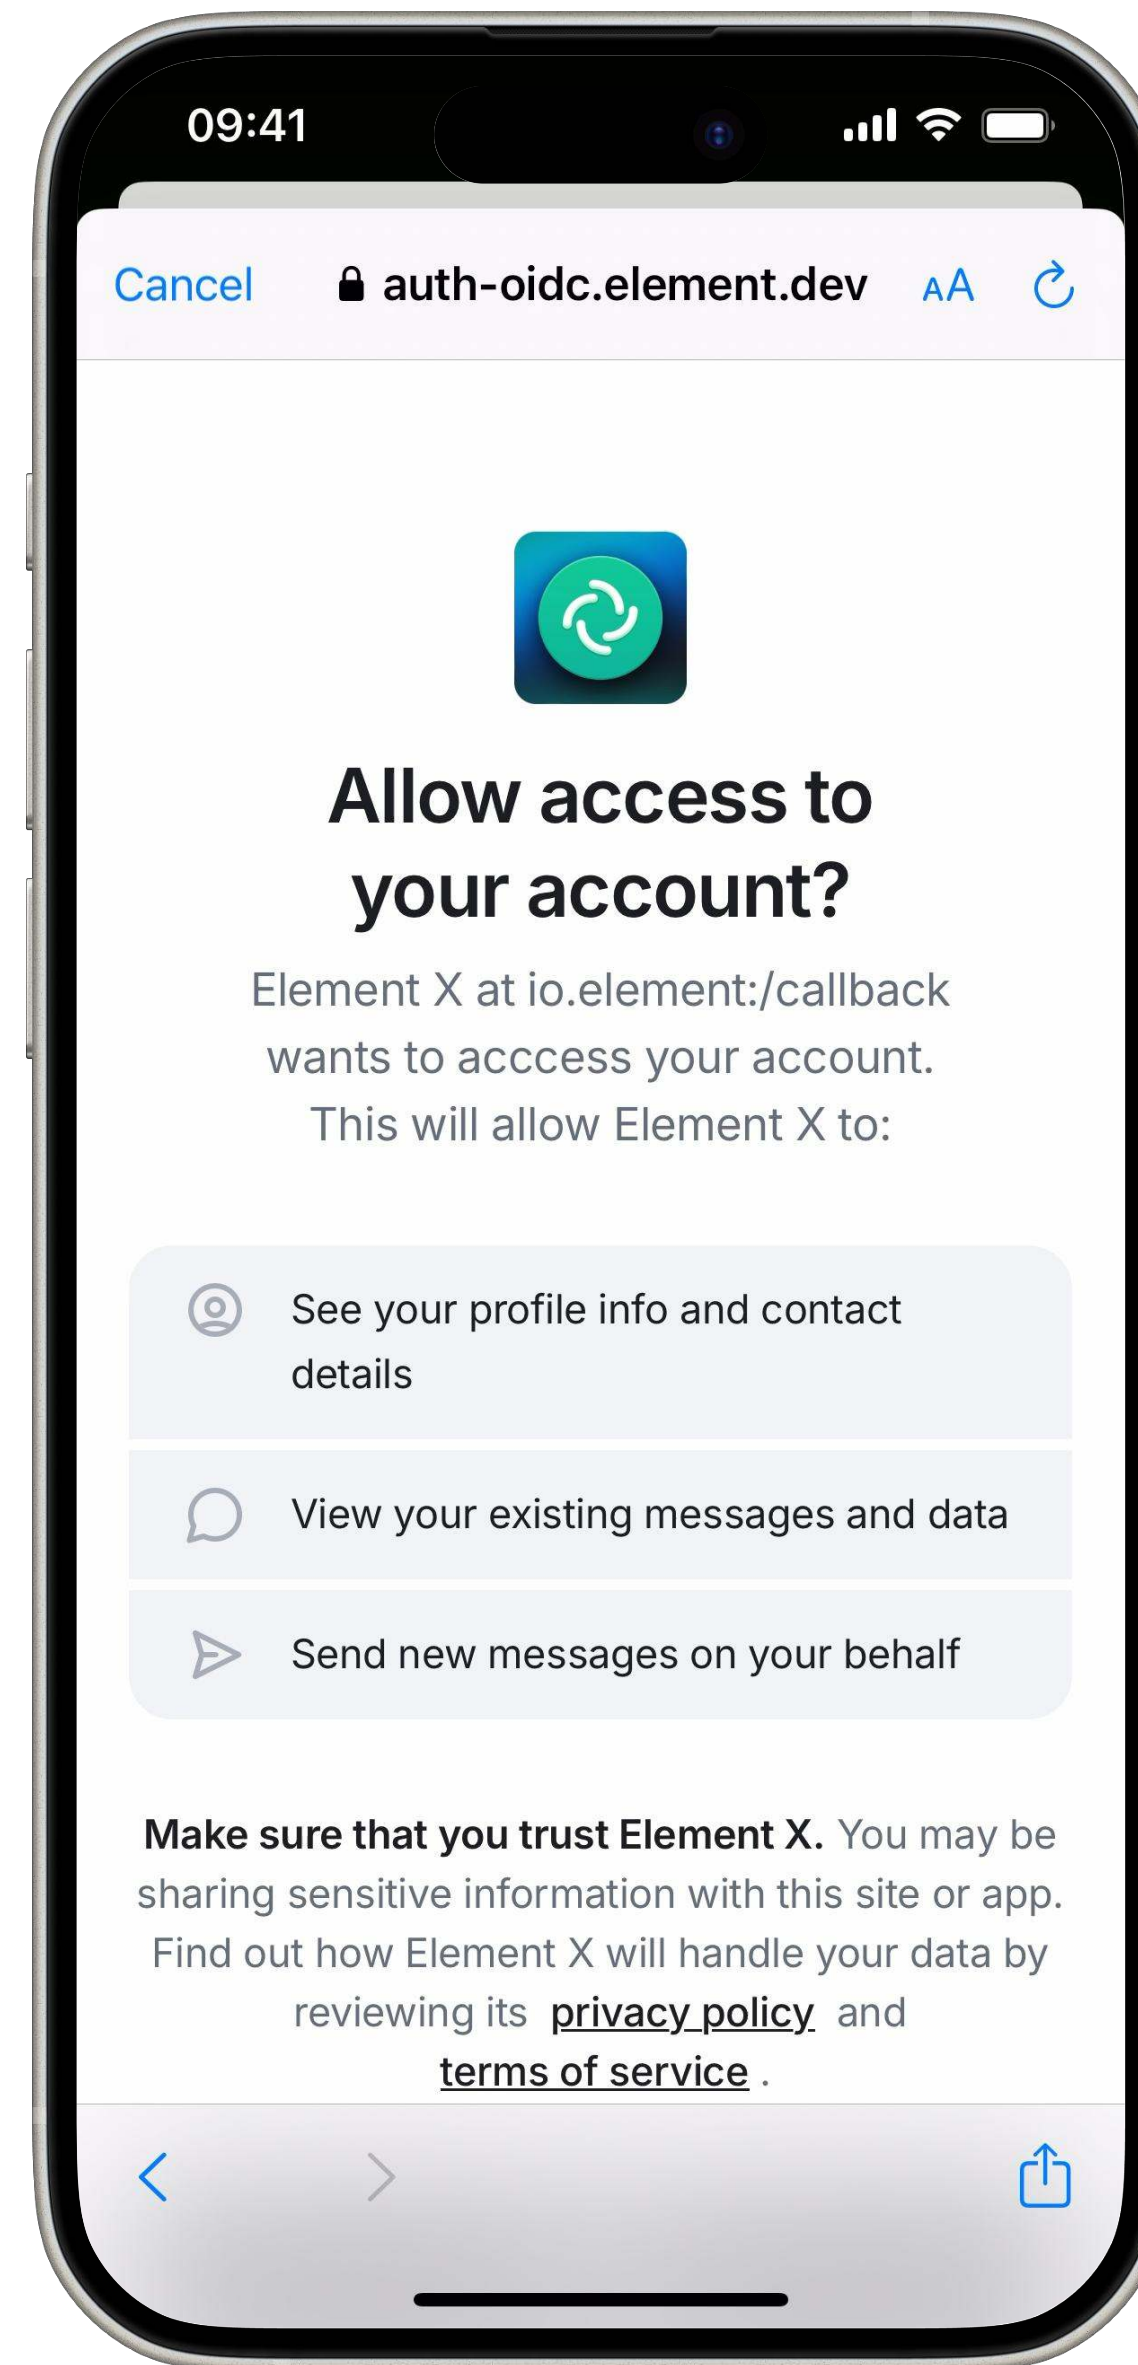 09:41
Cancel auth-oidc.element.dev AA
Allow access to
your account?
Element X at io.element:/callback
wants to acccess your account.
This will allow Element X to:
See your profile info and contact
details
View your existing messages and data
Send new messages on your behalf
Make sure that you trust Element X. You may be
sharing sensitive information with this site or app.
Find out how Element X will handle your data by
reviewing its privacy policy and
terms of service .